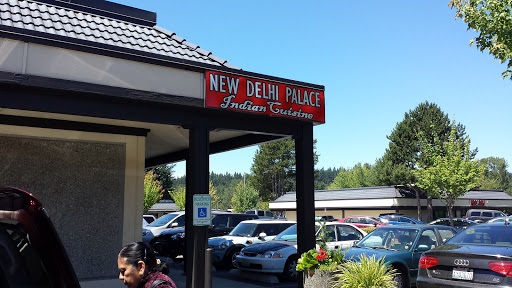 NEW DELHI PALACE
Indian Cuisine